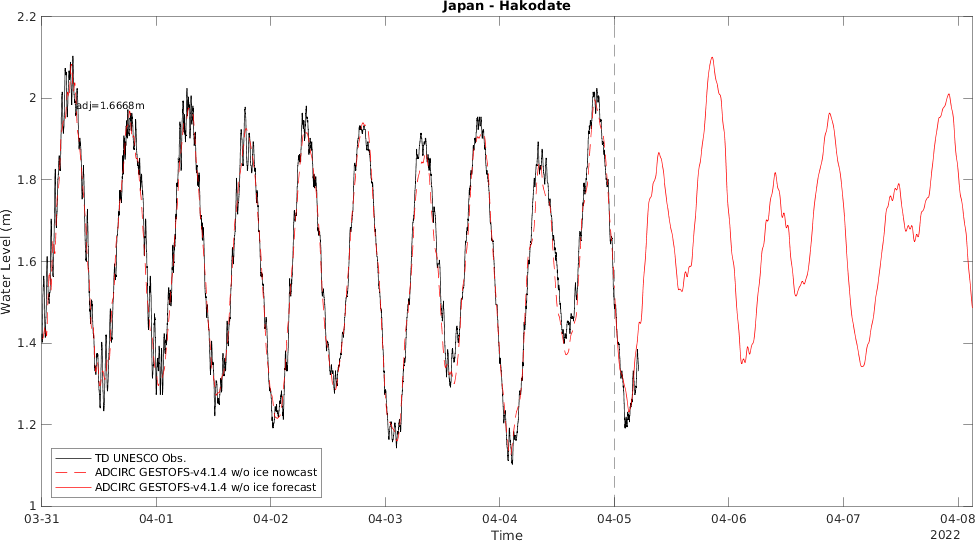 Japan - Hakodate
2.2
2
1.8
1.6
1.4
1.2
1
Water Level (m)
adj=1.6668m
TD UNESCO Obs.
ADCIRC GESTOFS-v4.1.4 w/o ice nowcast
ADCIRC GESTOFS-v4.1.4 w/o ice forecast
03-31 04-01 04-02 04-03 04-04 04-05 04-06 04-07 04-08
Time
2022